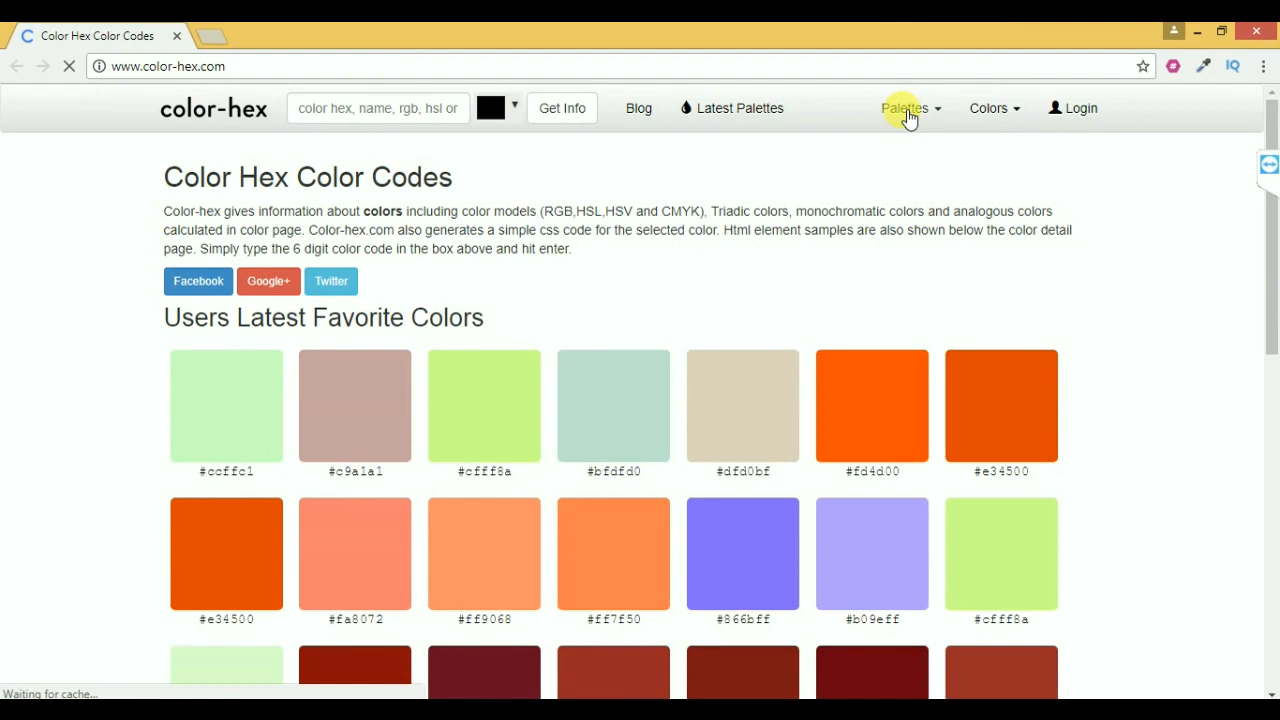 Color Hex Color Codes
www.color-hex.com
color-hex color hex, name, rgb, hsl or Get Info Blog Latest Palettes Palettes Colors Login
Color Hex Color Codes
Color-hex gives information about colors including color models (RGB,HSL,HSV and CMYK), Triadic colors, monochromatic colors and analogous colors
calculated in color page. Color-hex.com also generates a simple css code for the selected color. Html element samples are also shown below the color detail
page. Simply type the 6 digit color code in the box above and hit enter.
Facebook Google+ Twitter
Users Latest Favorite Colors
#ccffc1 #c9a1a1 #cfff8a #bfdfd0 #dfd0bf #fd4d00 #e34500
#e34500 #fa8072 #ff9068 #ff7f50 #866bff #b09eff #cfff8a
Waiting for cache...